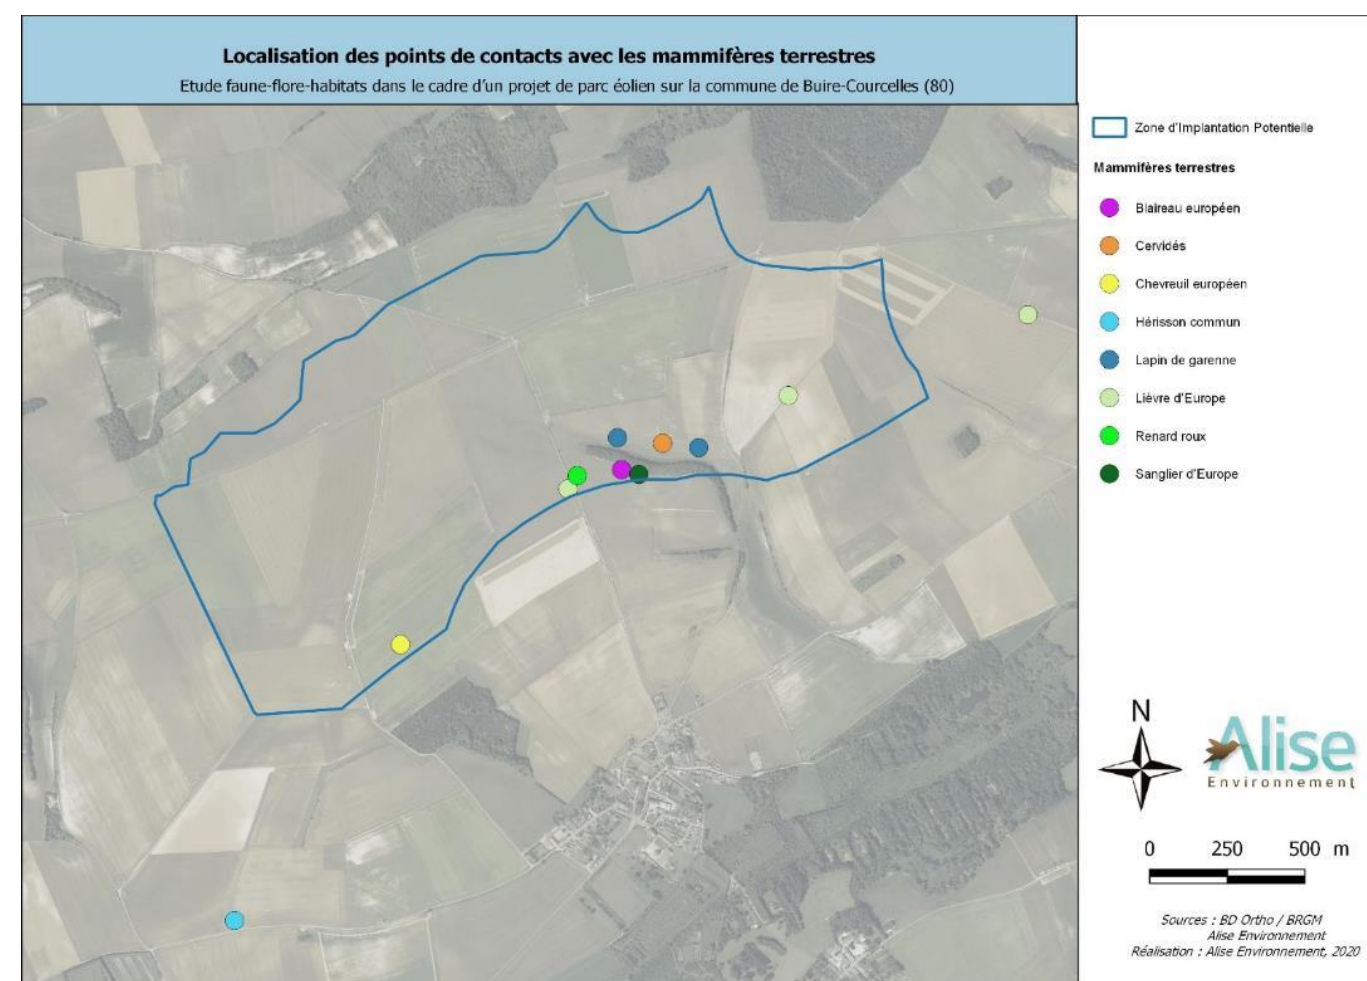 Localisation des points de contacts avec les mammifères terrestres
Etude faune-flore-habitats dans le cadre d'un projet de parc éolien sur la commune de Buire-Courcelles (80)
Zone d'Implantation Potentielle
Mammifères terrestres
Blaireau européen
Cervidés
Chevreuil européen
Hérisson commun
Lapin de garenne
Lièvre d'Europe
Renard roux
Sanglier d'Europe
N
Alise
Environnement
0 250 500 m
Sources : BD Ortho / BRGM
Alise Environnement
Réalisation : Alise Environnement, 2020